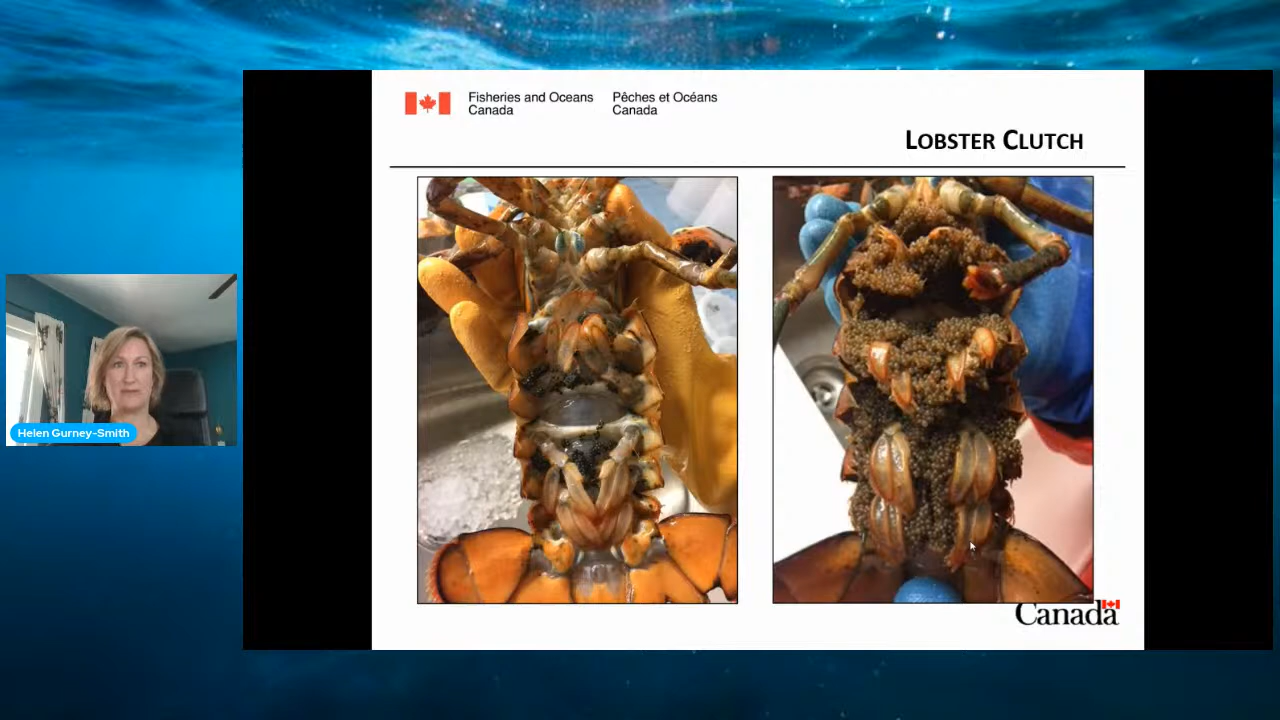 Fisheries and Oceans
Canada
Pêches et Océans
Canada
LOBSTER CLUTCH
Helen Gurney-Smith
Canada